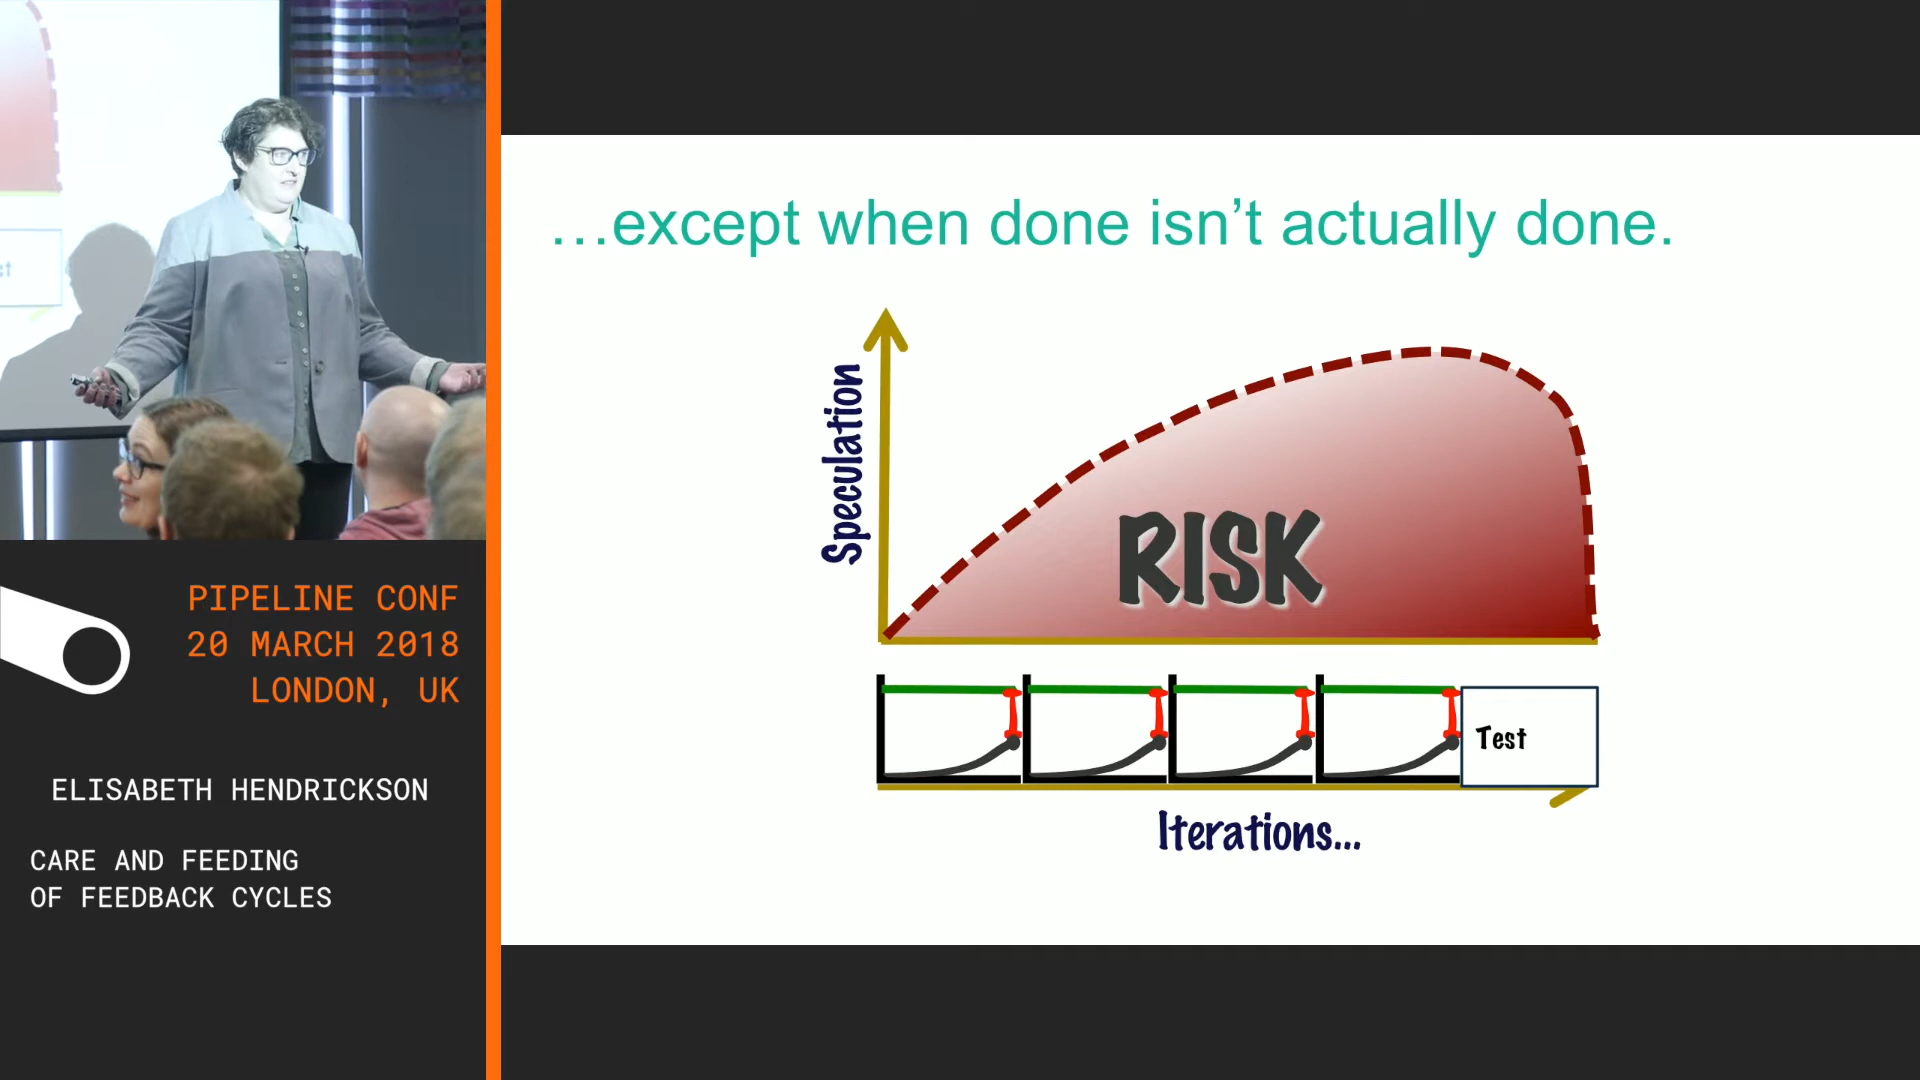 …except when done isn’t actually done.
Speculation
RISK
Test
Iterations...
PIPELINE CONF
20 MARCH 2018
LONDON, UK
ELISABETH HENDRICKSON
CARE AND FEEDING
OF FEEDBACK CYCLES